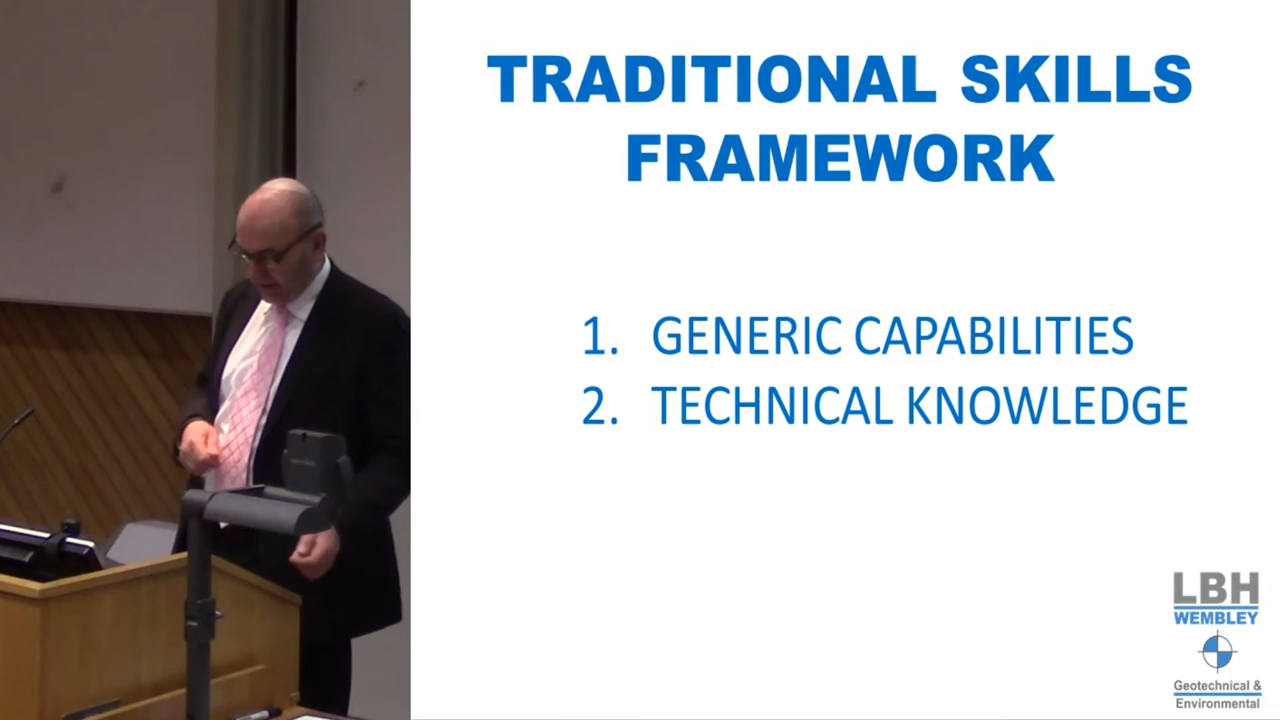 TRADITIONAL SKILLS
FRAMEWORK
1. GENERIC CAPABILITIES
2. TECHNICAL KNOWLEDGE
LBH
WEMBLEY
Geotechnical &
Environmental